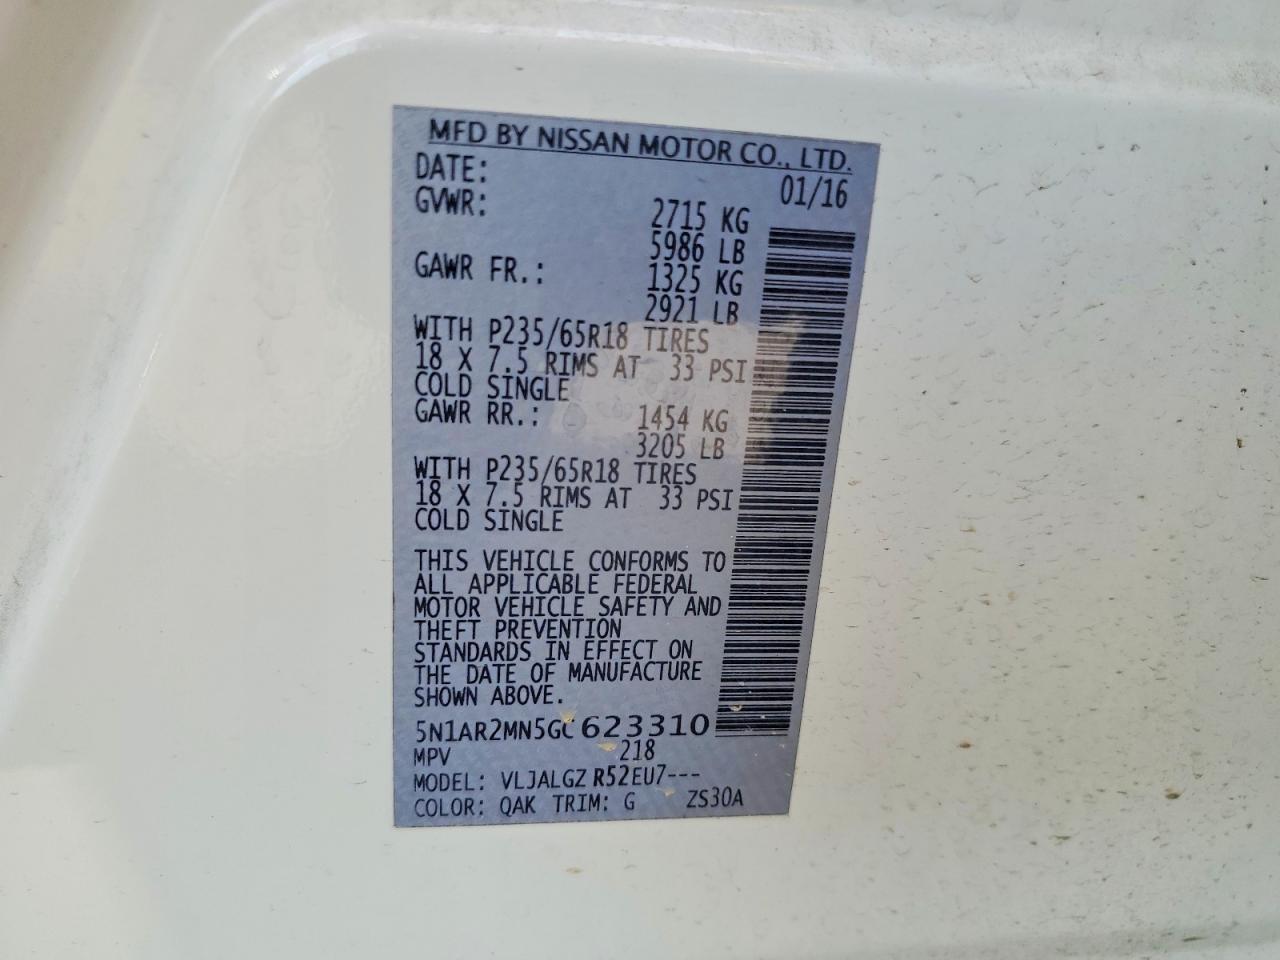 MFD BY NISSAN MOTOR CO., LTD.
DATE: 01/16
GVWR: 2715 KG
5986 LB
GAWR FR.: 1325 KG
2921 LB
WITH P235/65R18 TIRES
18 X 7.5 RIMS AT 33 PSI
COLD SINGLE
GAWR RR.: 1454 KG
3205 LB
WITH P235/65R18 TIRES
18 X 7.5 RIMS AT 33 PSI
COLD SINGLE
THIS VEHICLE CONFORMS TO
ALL APPLICABLE FEDERAL
MOTOR VEHICLE SAFETY AND
THEFT PREVENTION
STANDARDS IN EFFECT ON
THE DATE OF MANUFACTURE
SHOWN ABOVE.
5N1AR2MN5GC623310
MPV 218
MODEL: VLJALGZ R52EU7---
COLOR: QAK TRIM: G ZS30A